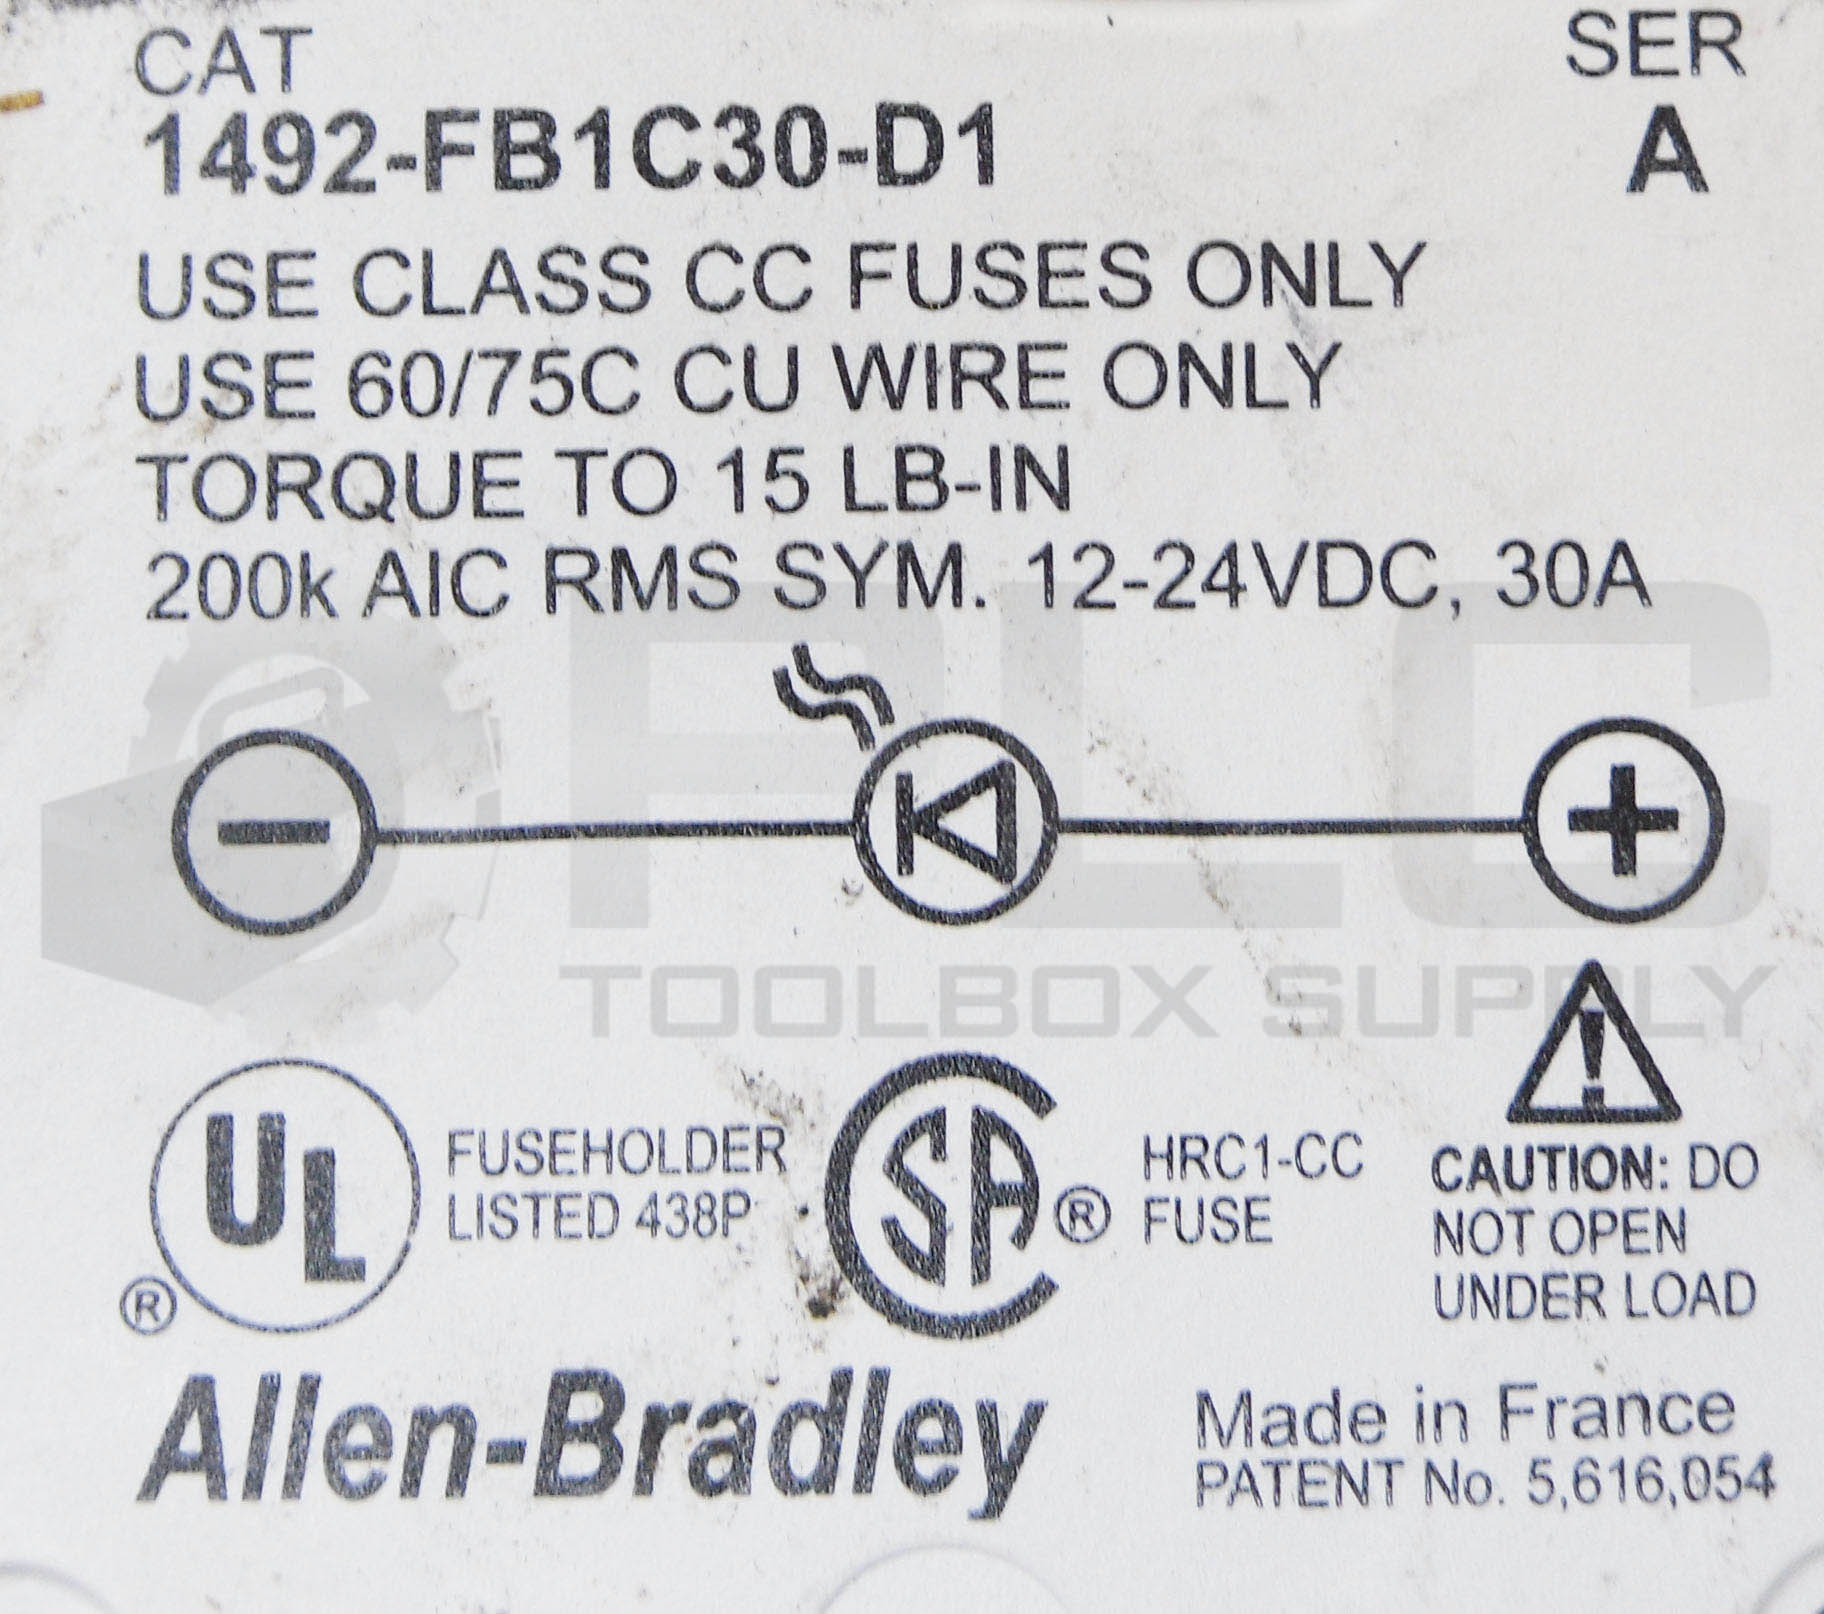 CAT SER
1492-FB1C30-D1 A
USE CLASS CC FUSES ONLY
USE 60/75C CU WIRE ONLY
TORQUE TO 15 LB-IN
200k AIC RMS SYM. 12-24VDC, 30A
PLC
TOOLBOX SUPPLY
UL ®
FUSEHOLDER
LISTED 438P
CSA ®
HRC1-CC
FUSE
CAUTION: DO
NOT OPEN
UNDER LOAD
Allen-Bradley
Made in France
PATENT No. 5,616,054